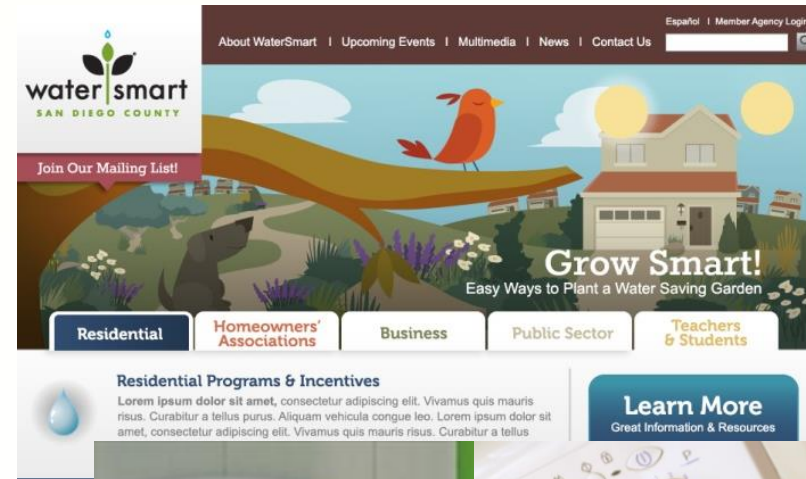 Español | Member Agency Login
About WaterSmart | Upcoming Events | Multimedia | News | Contact Us
water smart
SAN DIEGO COUNTY
Join Our Mailing List!
Grow Smart!
Easy Ways to Plant a Water Saving Garden
Residential
Homeowners'
Associations
Business
Public Sector
Teachers
& Students
Residential Programs & Incentives
Lorem ipsum dolor sit amet, consectetur adipiscing elit. Vivamus quis mauris
risus. Curabitur a tellus purus. Aliquam vehicula congue leo. Lorem ipsum dolor sit
amet, consectetur adipiscing elit. Vivamus quis mauris risus. Curabitur a tellus
Learn More
Great Information & Resources